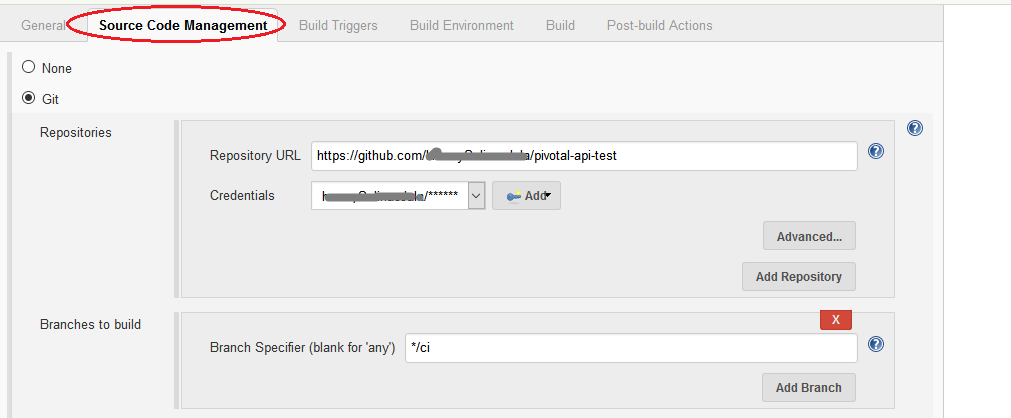 General Source Code Management Build Triggers Build Environment Build Post-build Actions
None
Git
Repositories
Repository URL https://github.com/ /pivotal-api-test
Credentials /******
Add
Advanced...
Add Repository
Branches to build
X
Branch Specifier (blank for 'any') */ci
Add Branch